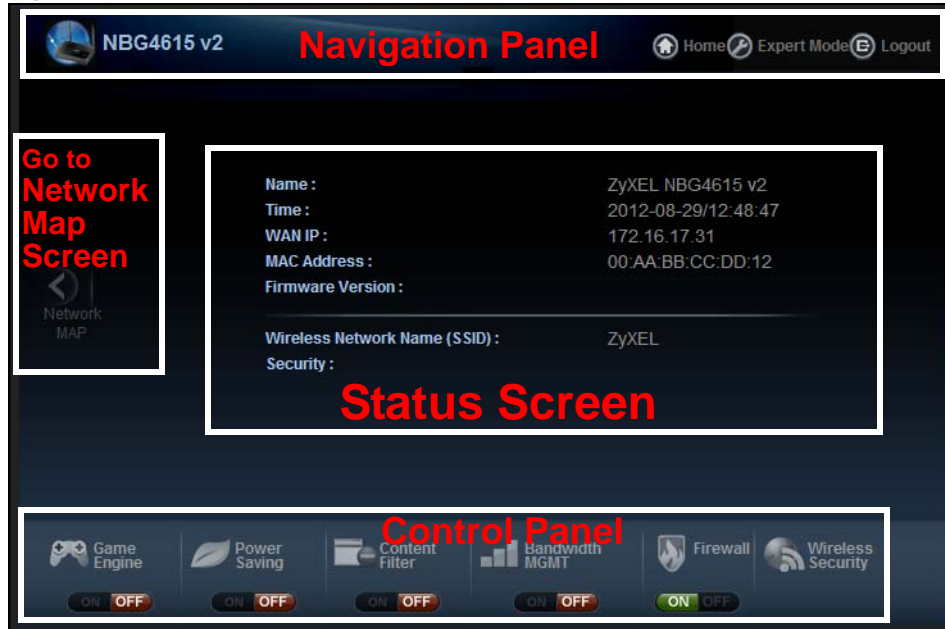 NBG4615 v2
Navigation Panel
Home
Expert Mode
Logout
Go to
Network
Map
Screen
Network
MAP
Name : ZyXEL NBG4615 v2
Time : 2012-08-29/12:48:47
WAN IP : 172.16.17.31
MAC Address : 00:AA:BB:CC:DD:12
Firmware Version :
Wireless Network Name (SSID) : ZyXEL
Security :
Status Screen
Control Panel
Game
Engine
ON OFF
Power
Saving
ON OFF
Content
Filter
ON OFF
Bandwidth
MGMT
ON OFF
Firewall
ON OFF
Wireless
Security